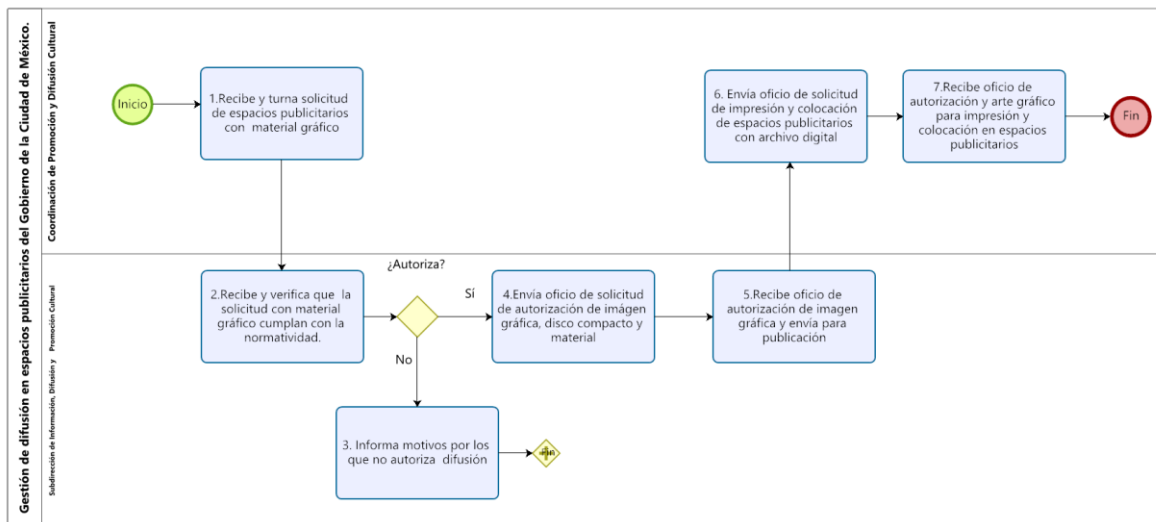 Gestión de difusión en espacios publicitarios del Gobierno de la Ciudad de México.
Coordinación de Promoción y Difusión Cultural
Inicio
1.Recibe y turna solicitud
de espacios publicitarios
con material gráfico
6. Envía oficio de solicitud
de impresión y colocación
de espacios publicitarios
con archivo digital
7.Recibe oficio de
autorización y arte gráfico
para impresión y
colocación en espacios
publicitarios
Fin
Subdirección de Información, Difusión y Promoción Cultural
2.Recibe y verifica que la
solicitud con material
gráfico cumplan con la
normatividad.
¿Autoriza?
Sí
No
4.Envía oficio de solicitud
de autorización de imágen
gráfica, disco compacto y
material
5.Recibe oficio de
autorización de imagen
gráfica y envía para
publicación
3. Informa motivos por los
que no autoriza difusión
Fin